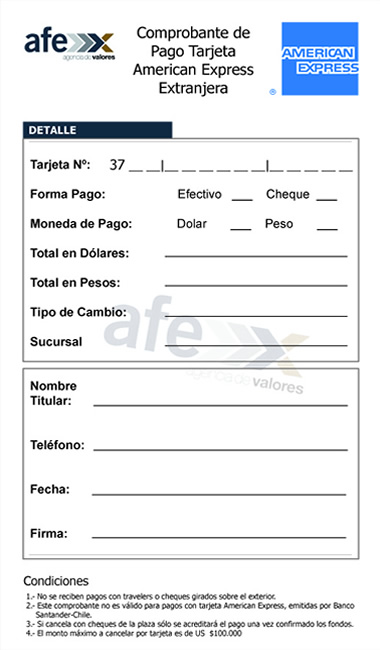 afex
agencia de valores
Comprobante de
Pago Tarjeta
American Express
Extranjera
AMERICAN
EXPRESS
®
DETALLE
Tarjeta Nº: 37 __ __|__ __ __ __ __ __|__ __ __ __ __
Forma Pago: Efectivo ___ Cheque ___
Moneda de Pago: Dolar ___ Peso ___
Total en Dólares:
Total en Pesos:
Tipo de Cambio:
Sucursal
afex
agencia de valores
Nombre
Titular:
Teléfono:
Fecha:
Firma:
Condiciones
1.- No se reciben pagos con travelers o cheques girados sobre el exterior.
2.- Este comprobante no es válido para pagos con tarjeta American Express, emitidas por Banco
Santander-Chile.
3.- Si cancela con cheques de la plaza sólo se acreditará el pago una vez confirmado los fondos.
4.- El monto máximo a cancelar por tarjeta es de US $100.000